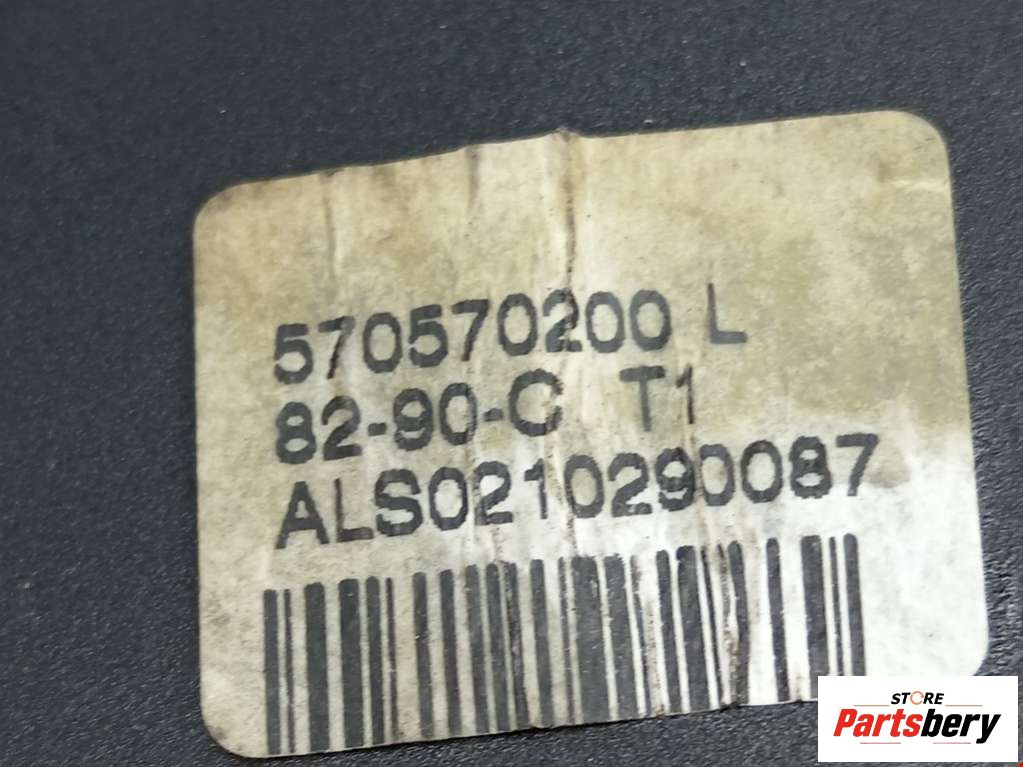 570570200 L
82-90-C T1
ALS0210290087
STORE
Partsbery